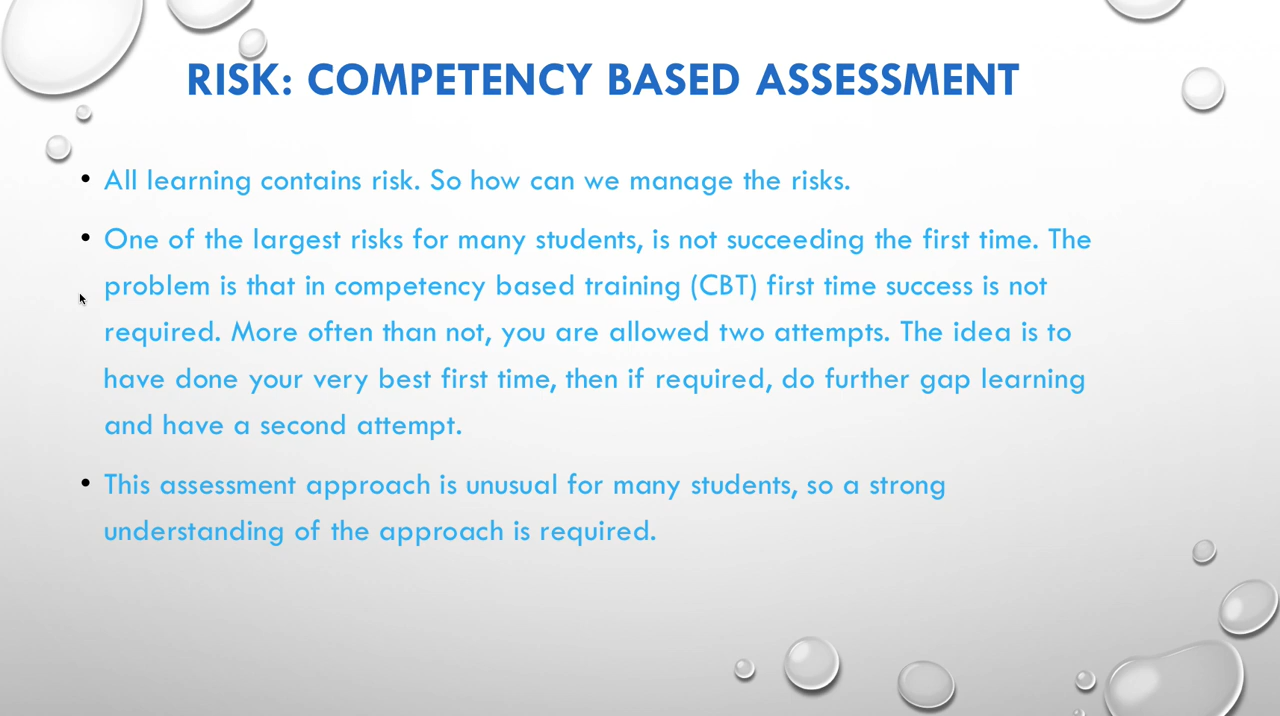 RISK: COMPETENCY BASED ASSESSMENT
• All learning contains risk. So how can we manage the risks.
• One of the largest risks for many students, is not succeeding the first time. The
problem is that in competency based training (CBT) first time success is not
required. More often than not, you are allowed two attempts. The idea is to
have done your very best first time, then if required, do further gap learning
and have a second attempt.
• This assessment approach is unusual for many students, so a strong
understanding of the approach is required.